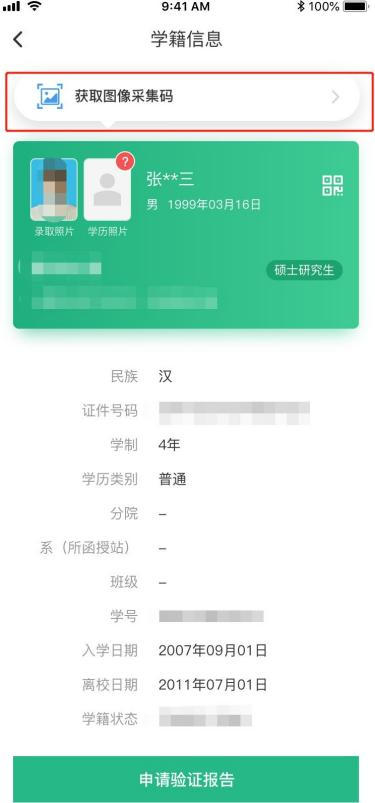 9:41 AM
100%
学籍信息
获取图像采集码
?
张**三
男 1999年03月16日
录取照片 学历照片
硕士研究生
民族 汉
证件号码
学制 4年
学历类别 普通
分院 –
系（所函授站） –
班级 –
学号
入学日期 2007年09月01日
离校日期 2011年07月01日
学籍状态
申请验证报告